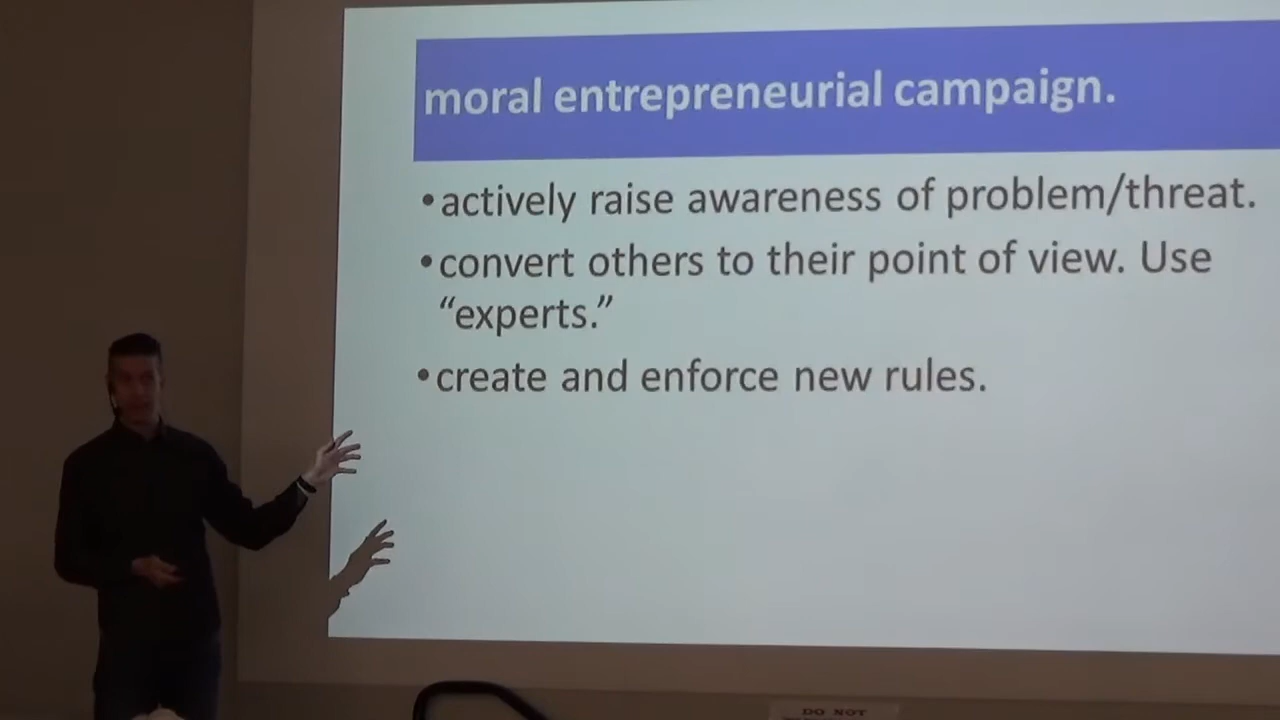 moral entrepreneurial campaign.
•actively raise awareness of problem/threat.
•convert others to their point of view. Use
“experts.”
•create and enforce new rules.
DO NOT